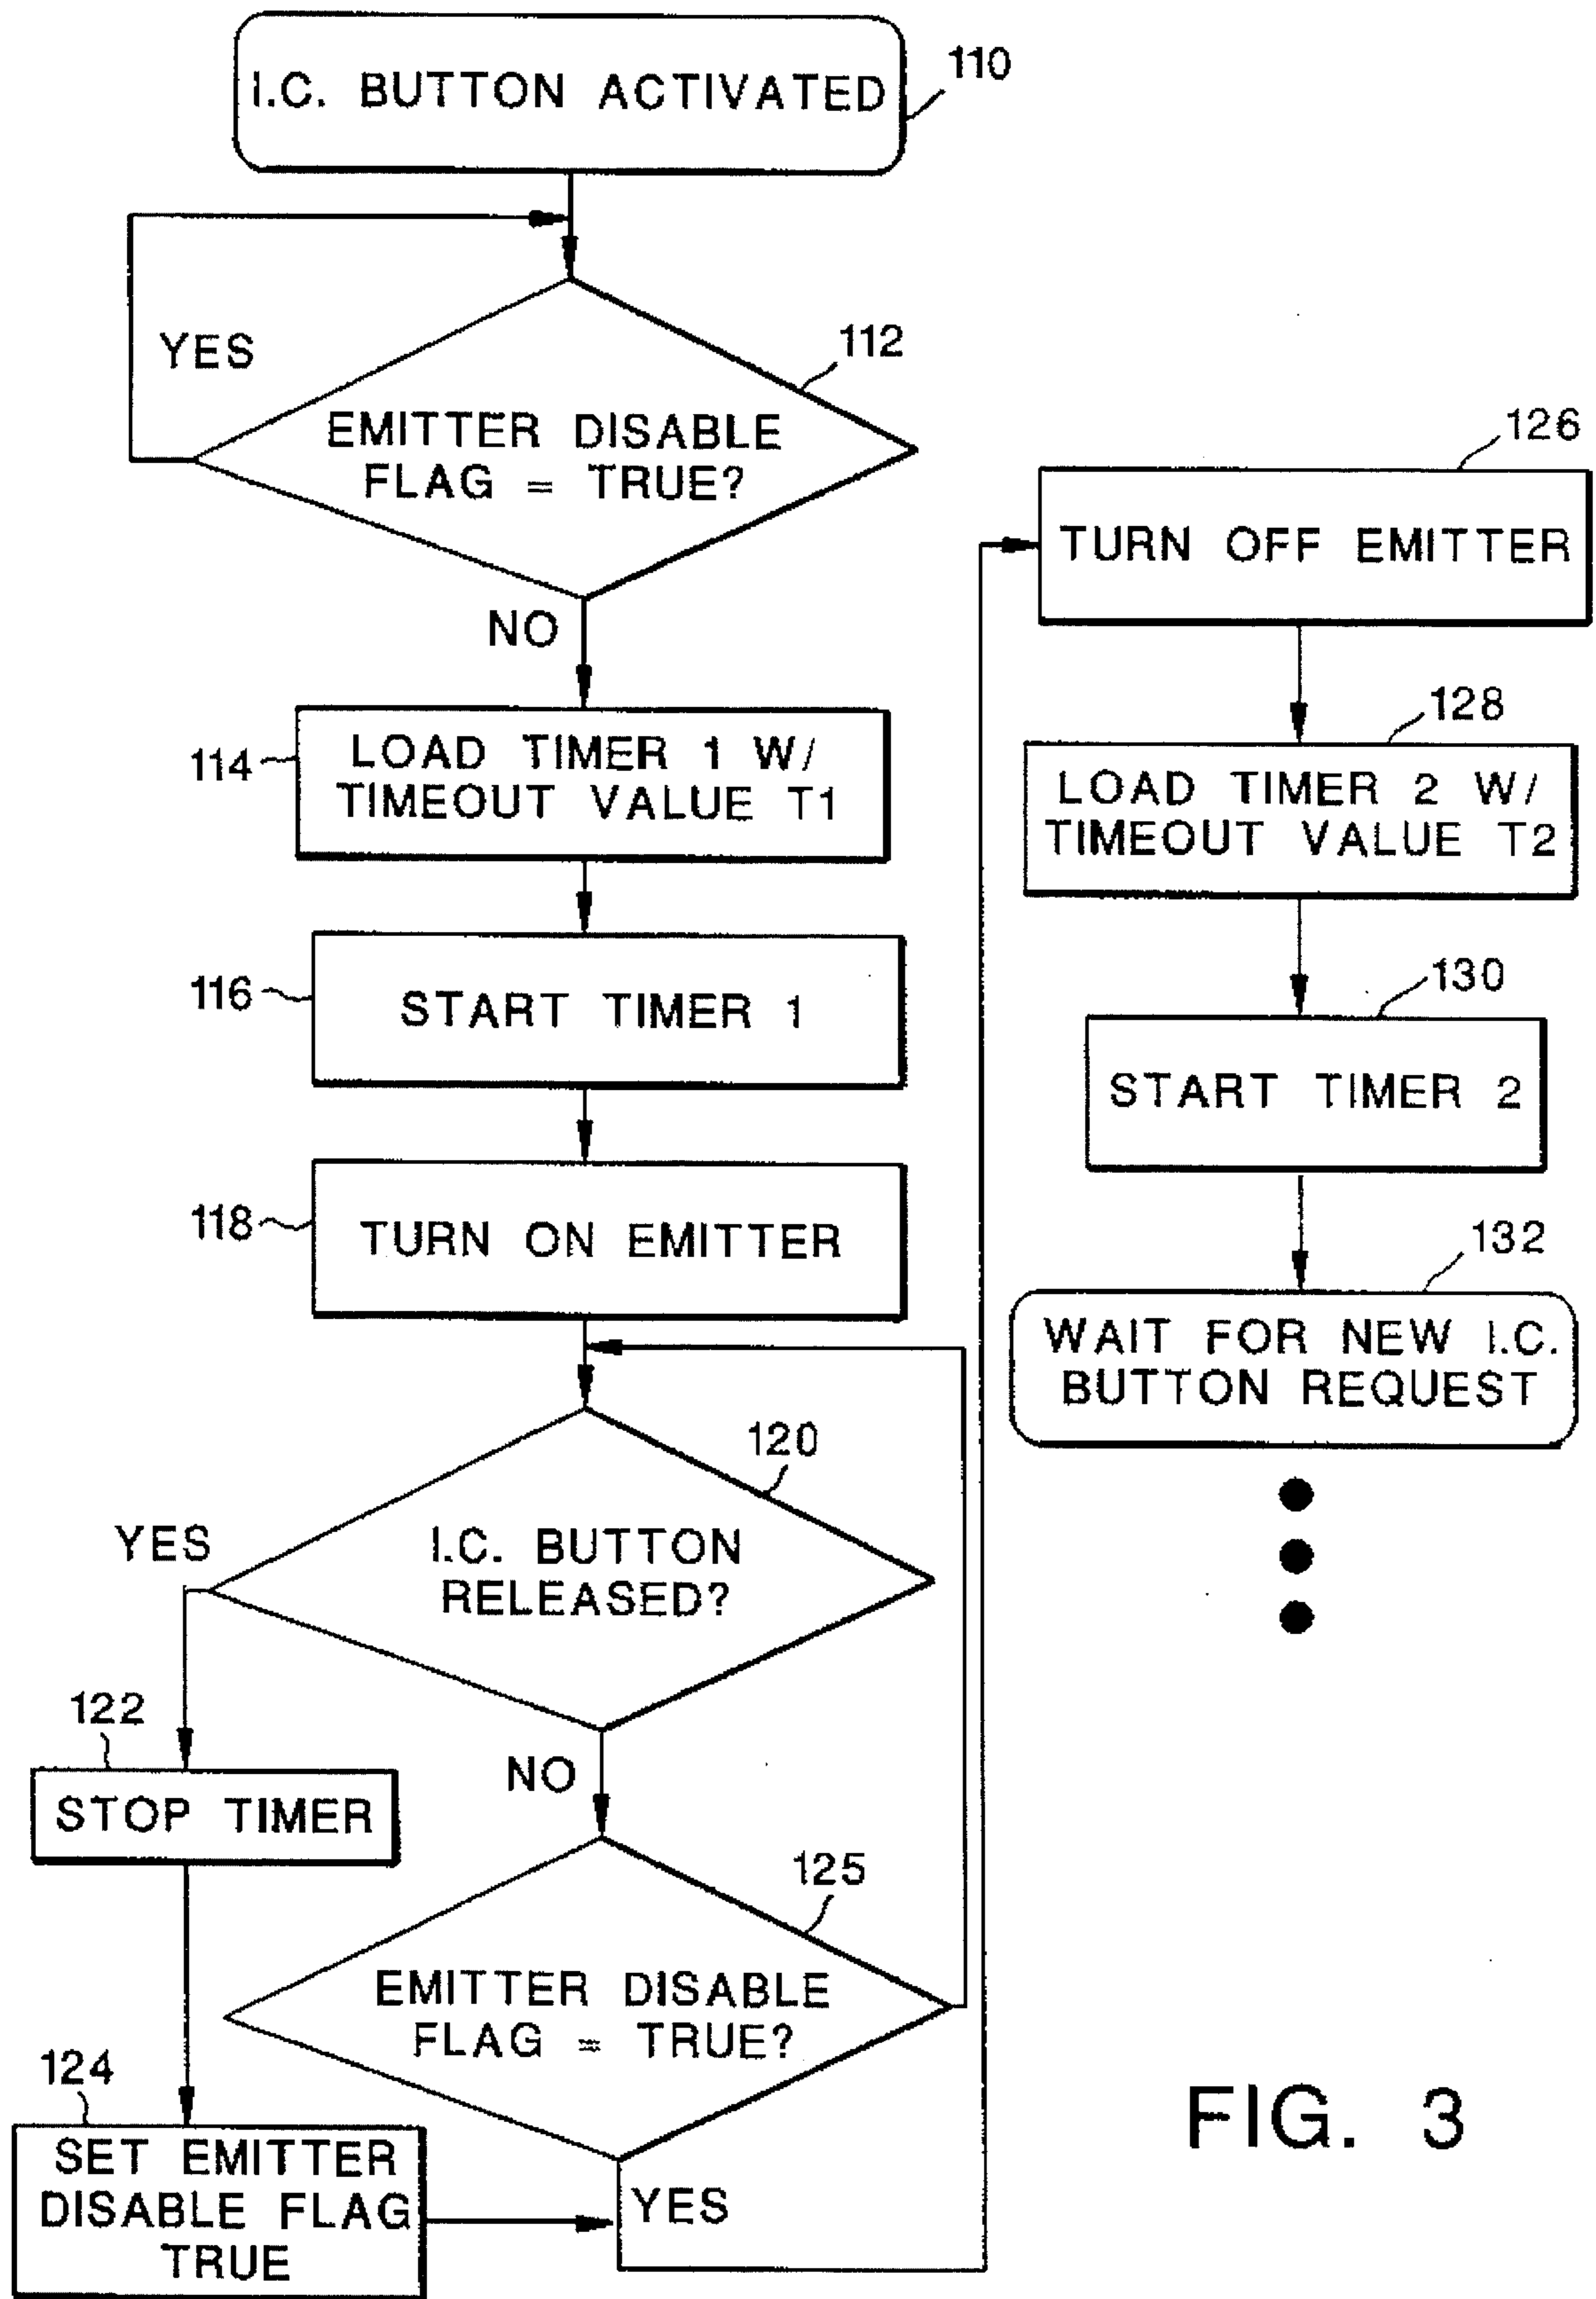 I.C. BUTTON ACTIVATED
110
YES
112
EMITTER DISABLE
FLAG = TRUE?
NO
114
LOAD TIMER 1 W/
TIMEOUT VALUE T1
116
START TIMER 1
118
TURN ON EMITTER
120
YES
I.C. BUTTON
RELEASED?
122
NO
STOP TIMER
125
EMITTER DISABLE
FLAG = TRUE?
124
SET EMITTER
DISABLE FLAG
TRUE
YES
126
TURN OFF EMITTER
128
LOAD TIMER 2 W/
TIMEOUT VALUE T2
130
START TIMER 2
132
WAIT FOR NEW I.C.
BUTTON REQUEST
FIG. 3